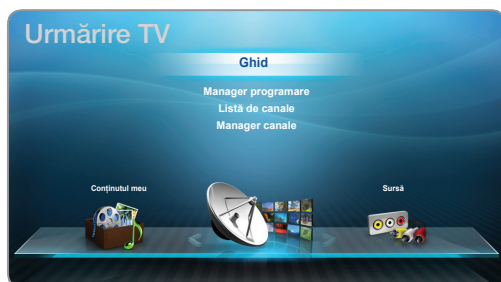 Urmărire TV
Ghid
Manager programare
Listă de canale
Manager canale
Conţinutul meu
Sursă